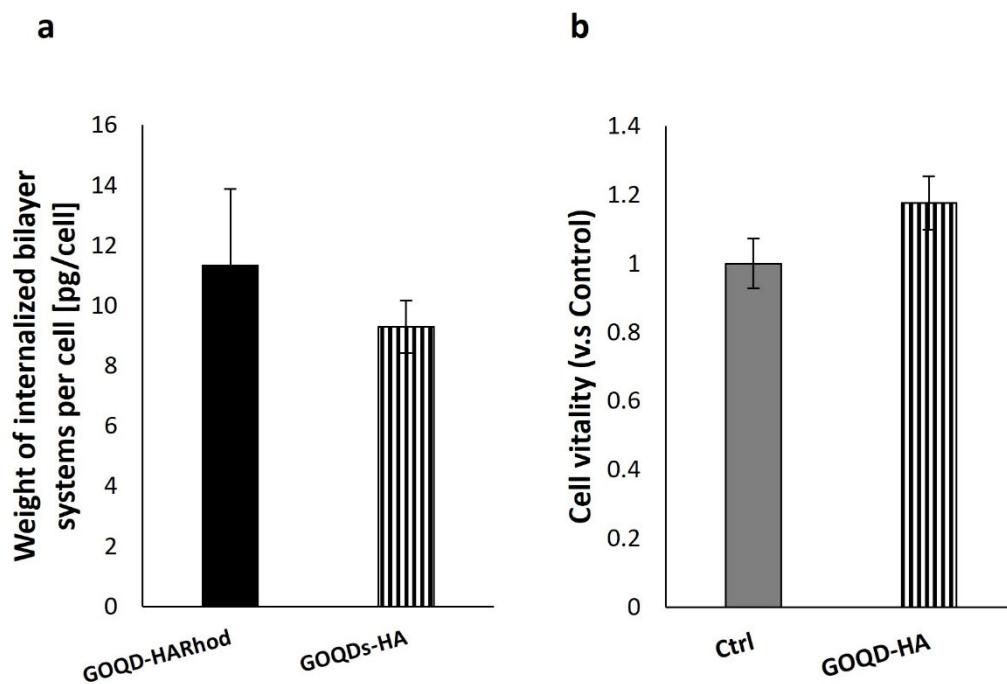 a
Weight of internalized bilayer
systems per cell [pg/cell]
16
14
12
10
8
6
4
2
0
GOQD-HARhod
GOQDs-HA
b
Cell vitality (v.s Control)
1.4
1.2
1
0.8
0.6
0.4
0.2
0
Ctrl
GOQD-HA